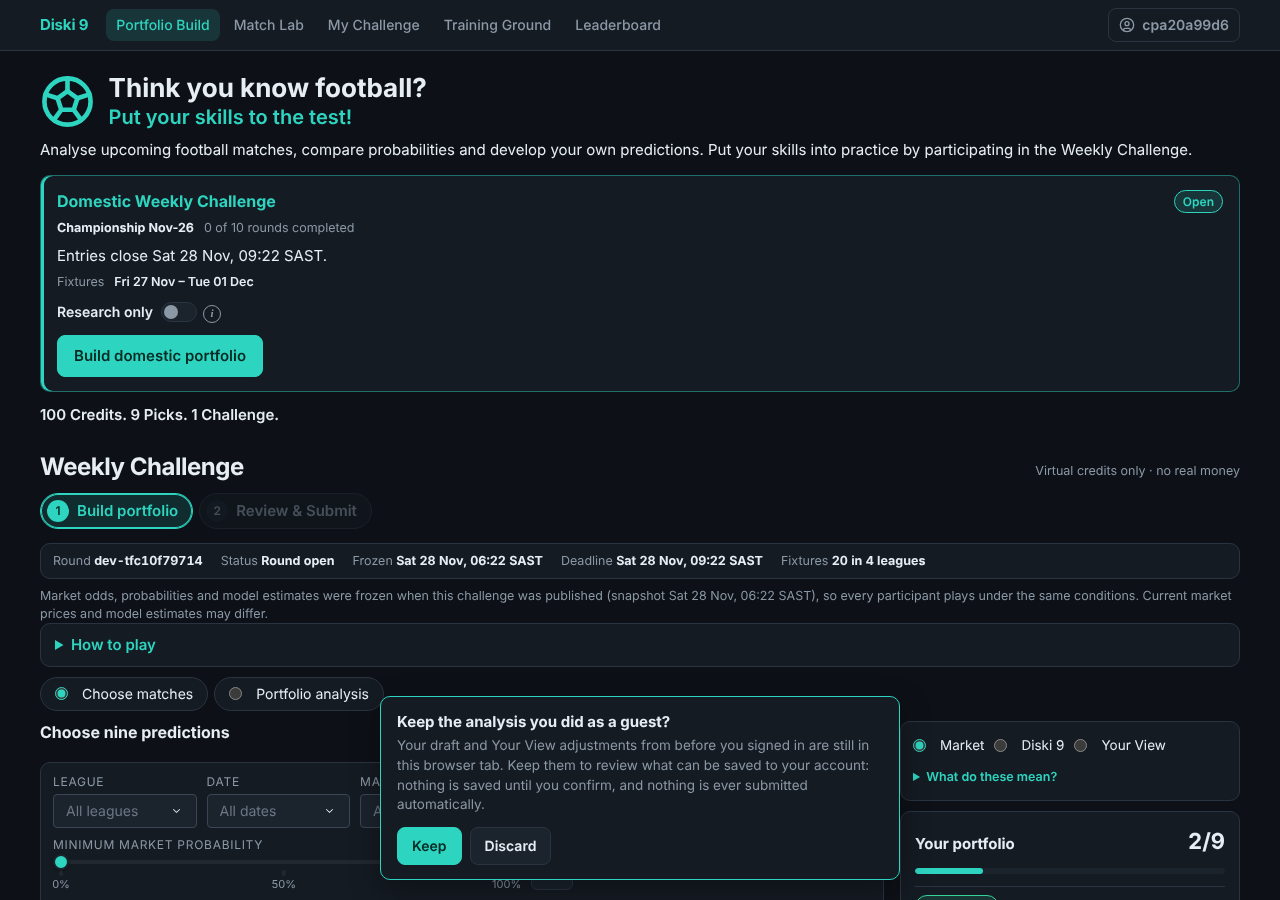 Diski 9
Portfolio Build
Match Lab
My Challenge
Training Ground
Leaderboard
cpa20a99d6
Think you know football?
Put your skills to the test!
Analyse upcoming football matches, compare probabilities and develop your own predictions. Put your skills into practice by participating in the Weekly Challenge.
Domestic Weekly Challenge
Open
Championship Nov-26 0 of 10 rounds completed
Entries close Sat 28 Nov, 09:22 SAST.
Fixtures Fri 27 Nov – Tue 01 Dec
Research only i
Build domestic portfolio
100 Credits. 9 Picks. 1 Challenge.
Weekly Challenge
Virtual credits only · no real money
1 Build portfolio
2 Review & Submit
Round dev-tfc10f79714 Status Round open Frozen Sat 28 Nov, 06:22 SAST Deadline Sat 28 Nov, 09:22 SAST Fixtures 20 in 4 leagues
Market odds, probabilities and model estimates were frozen when this challenge was published (snapshot Sat 28 Nov, 06:22 SAST), so every participant plays under the same conditions. Current market
prices and model estimates may differ.
How to play
Choose matches
Portfolio analysis
Choose nine predictions
LEAGUE
DATE
All leagues
All dates
MINIMUM MARKET PROBABILITY
0%
50%
100%
Keep the analysis you did as a guest?
Your draft and Your View adjustments from before you signed in are still in
this browser tab. Keep them to review what can be saved to your account:
nothing is saved until you confirm, and nothing is ever submitted
automatically.
Keep
Discard
Market
Diski 9
Your View
What do these mean?
Your portfolio
2/9